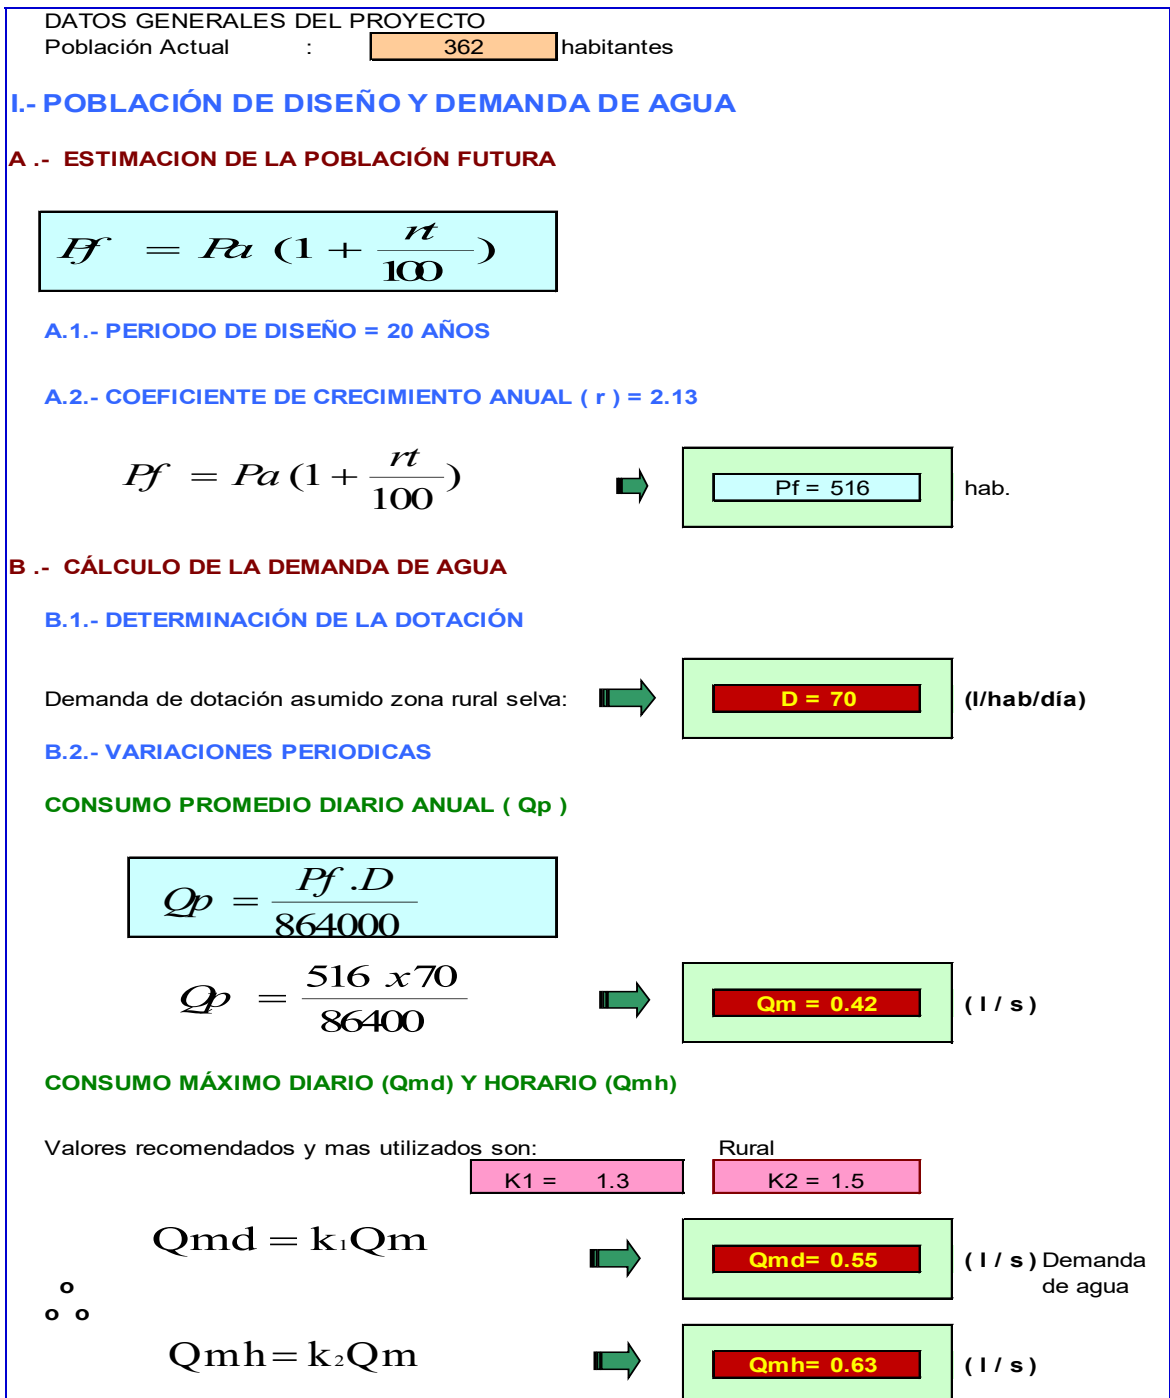 DATOS GENERALES DEL PROYECTO
Población Actual : 362 habitantes
I.- POBLACIÓN DE DISEÑO Y DEMANDA DE AGUA
A .- ESTIMACION DE LA POBLACIÓN FUTURA
Pf = Pa (1 + rt/100)
A.1.- PERIODO DE DISEÑO = 20 AÑOS
A.2.- COEFICIENTE DE CRECIMIENTO ANUAL ( r ) = 2.13
Pf = Pa (1 + rt/100) Pf = 516 hab.
B .- CÁLCULO DE LA DEMANDA DE AGUA
B.1.- DETERMINACIÓN DE LA DOTACIÓN
Demanda de dotación asumido zona rural selva: D = 70 (l/hab/día)
B.2.- VARIACIONES PERIODICAS
CONSUMO PROMEDIO DIARIO ANUAL ( Qp )
Qp = Pf .D / 864000
Qp = 516 x 70 / 86400 Qm = 0.42 ( l / s )
CONSUMO MÁXIMO DIARIO (Qmd) Y HORARIO (Qmh)
Valores recomendados y mas utilizados son: Rural
K1 = 1.3 K2 = 1.5
Qmd = k₁Qm Qmd= 0.55 ( l / s ) Demanda
de agua
o
o o
Qmh = k₂Qm Qmh= 0.63 ( l / s )